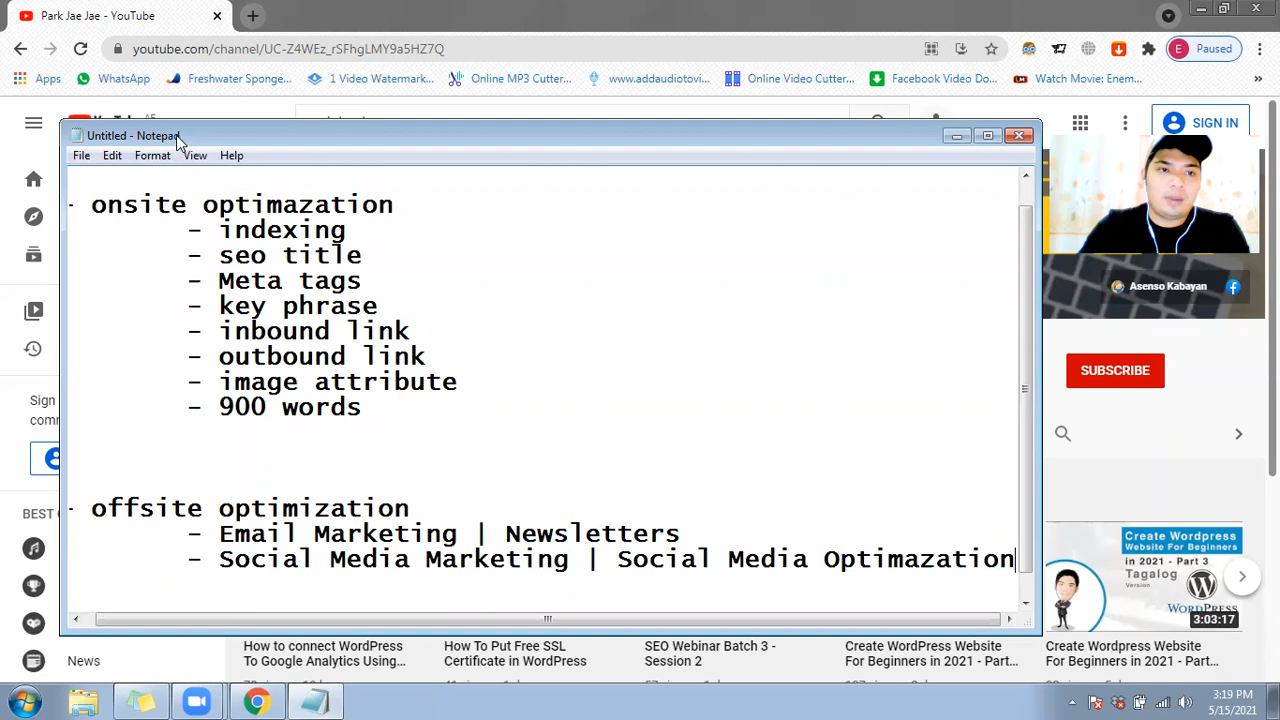 Park Jae Jae - YouTube
youtube.com/channel/UC-Z4WEz_rSFhgLMY9a5HZ7Q
E Paused
Apps WhatsApp Freshwater Sponge... 1 Video Watermark... Online MP3 Cutter... www.addaudiotovi... Online Video Cutter... Facebook Video Do... LM Watch Movie: Enem... »
SIGN IN
Untitled - Notepad
File Edit Format View Help
- onsite optimazation
- indexing
- seo title
- Meta tags
- key phrase
- inbound link
- outbound link
- image attribute
- 900 words
- offsite optimization
- Email Marketing | Newsletters
- Social Media Marketing | Social Media Optimazation
Asenso Kabayan
SUBSCRIBE
Sign
com
BEST
News
Create Wordpress
Website For Beginners
in 2021 - Part 3
Tagalog
Version
WORDPRESS
3:03:17
How to connect WordPress
To Google Analytics Using...
How To Put Free SSL
Certificate in WordPress
SEO Webinar Batch 3 -
Session 2
Create Wordpress Website
For Beginners in 2021 - Part...
Create Wordpress Website
For Beginners in 2021 - Part...
3:19 PM
5/15/2021